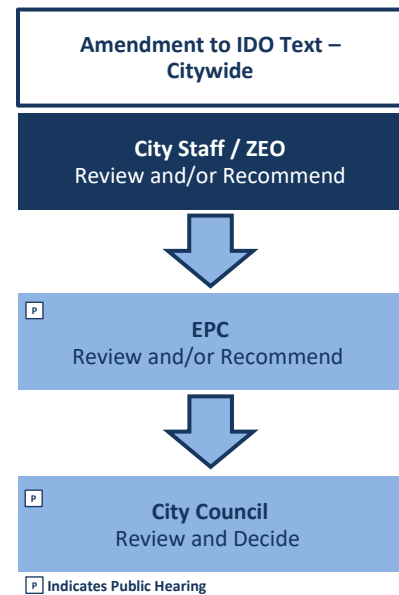 Amendment to IDO Text –
Citywide
City Staff / ZEO
Review and/or Recommend
P
EPC
Review and/or Recommend
P
City Council
Review and Decide
P Indicates Public Hearing